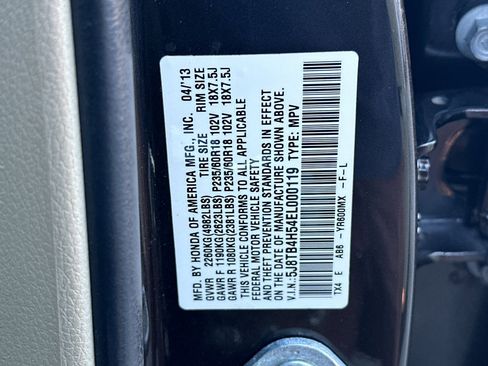 MFD. BY HONDA OF AMERICA MFG., INC. 04/'13
TIRE SIZE RIM SIZE
GVWR 2260KG(4982LBS)
GAWR F 1190KG(2623LBS) P235/60R18 102V 18X7.5J
GAWR R 1080KG(2381LBS) P235/60R18 102V 18X7.5J
THIS VEHICLE CONFORMS TO ALL APPLICABLE
FEDERAL MOTOR VEHICLE SAFETY
AND THEFT PREVENTION STANDARDS IN EFFECT
ON THE DATE OF MANUFACTURE SHOWN ABOVE.
V.I.N.: 5J8TB4H54EL000119 TYPE: MPV
TX4 E AB6 -YR600MX -F-L